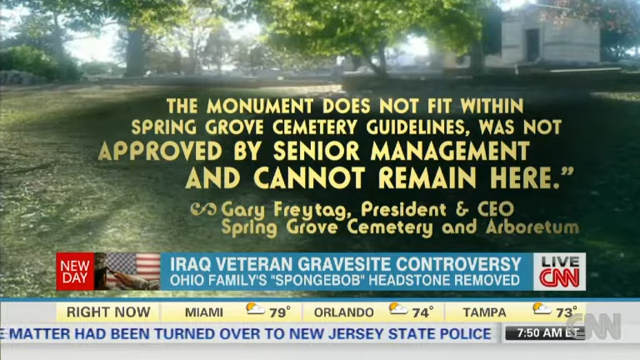 THE MONUMENT DOES NOT FIT WITHIN
SPRING GROVE CEMETERY GUIDELINES, WAS NOT
APPROVED BY SENIOR MANAGEMENT
AND CANNOT REMAIN HERE."
Gary Freytag, President & CEO
Spring Grove Cemetery and Arboretum
NEW DAY
IRAQ VETERAN GRAVESITE CONTROVERSY
OHIO FAMILY'S "SPONGEBOB" HEADSTONE REMOVED
LIVE
CNN
RIGHT NOW MIAMI 79° ORLANDO 74° TAMPA 73°
E MATTER HAD BEEN TURNED OVER TO NEW JERSEY STATE POLICE
7:50 AM ET
CNN